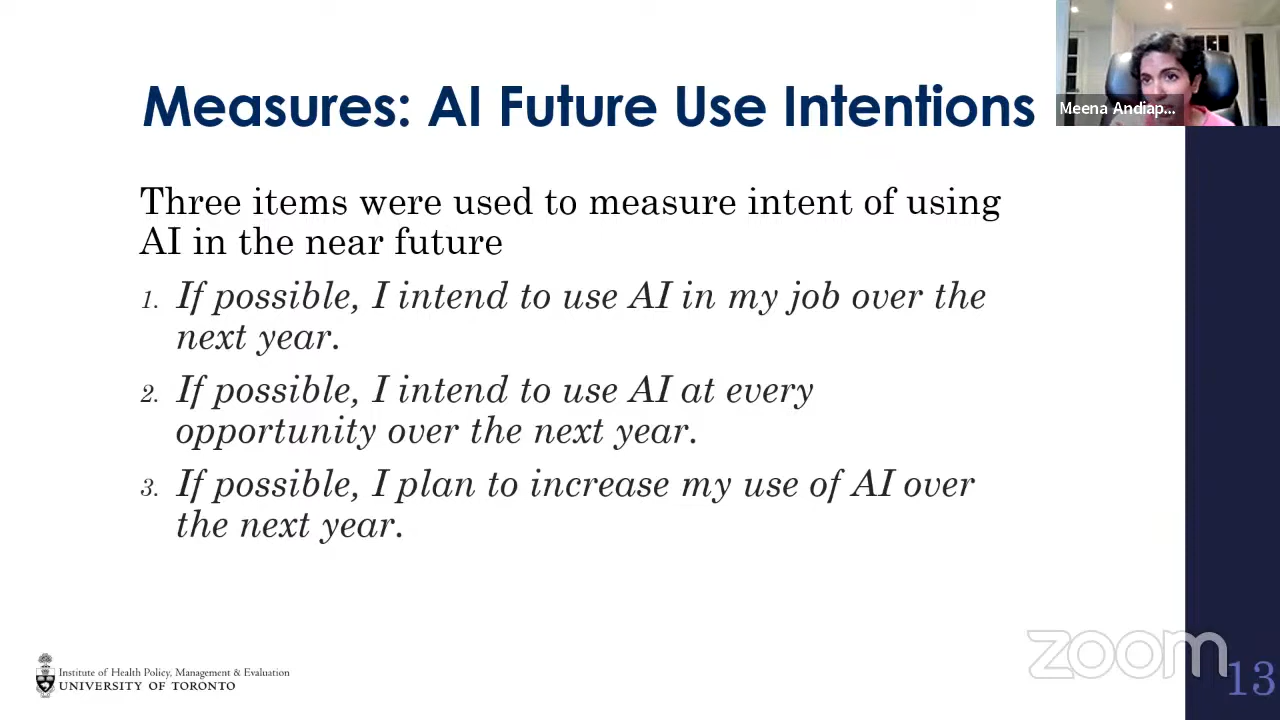 Measures: AI Future Use Intentions
Meena Andiap...
Three items were used to measure intent of using
AI in the near future
1. If possible, I intend to use AI in my job over the
next year.
2. If possible, I intend to use AI at every
opportunity over the next year.
3. If possible, I plan to increase my use of AI over
the next year.
Institute of Health Policy, Management & Evaluation
UNIVERSITY OF TORONTO
zoom
13